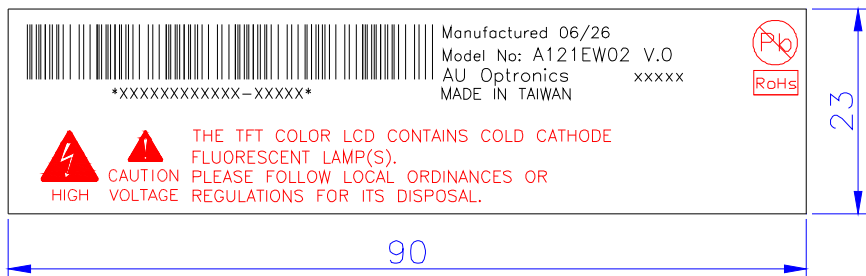 Manufactured 06/26
Model No: A121EW02 V.0
AU Optronics xxxxx
MADE IN TAIWAN
*XXXXXXXXXXXX-XXXXX*
Pb
RoHs
THE TFT COLOR LCD CONTAINS COLD CATHODE
FLUORESCENT LAMP(S).
CAUTION PLEASE FOLLOW LOCAL ORDINANCES OR
HIGH VOLTAGE REGULATIONS FOR ITS DISPOSAL.
23
90